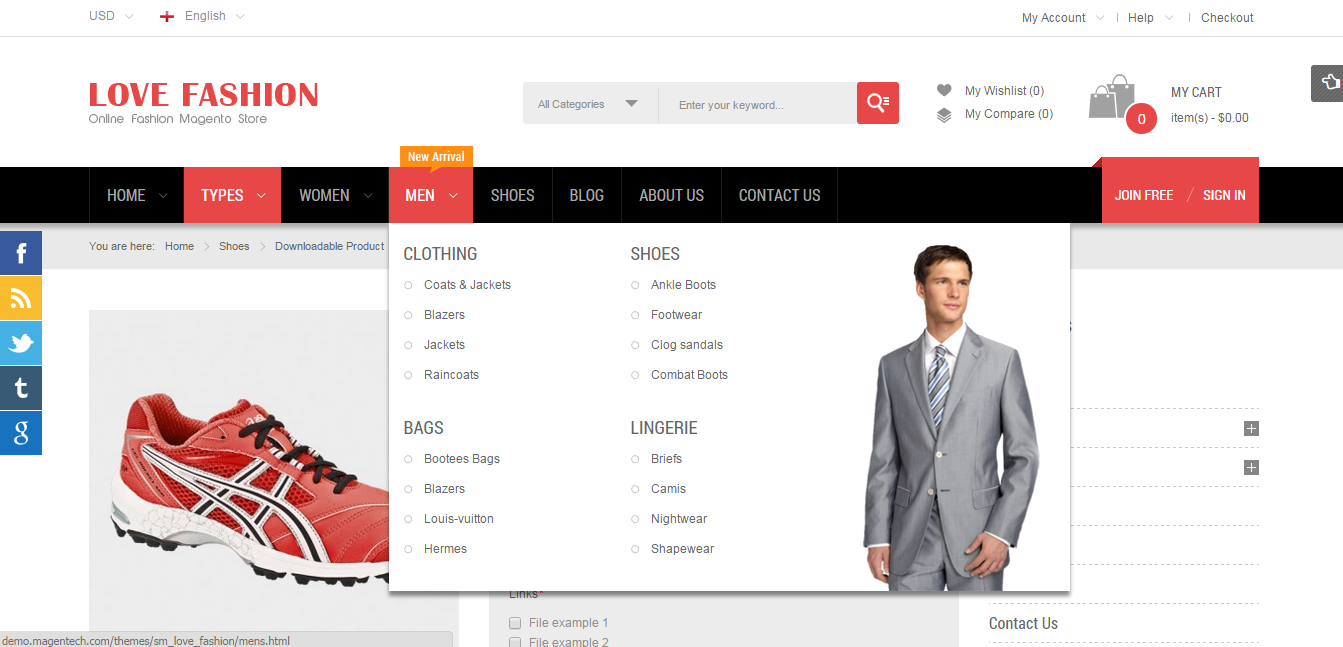 USD English My Account Help Checkout
LOVE FASHION
Online Fashion Magento Store
All Categories Enter your keyword...
My Wishlist (0)
My Compare (0)
0
MY CART
item(s) - $0.00
New Arrival
HOME TYPES WOMEN MEN SHOES BLOG ABOUT US CONTACT US JOIN FREE / SIGN IN
You are here: Home Shoes Downloadable Product
CLOTHING
Coats & Jackets
Blazers
Jackets
Raincoats
SHOES
Ankle Boots
Footwear
Clog sandals
Combat Boots
BAGS
Bootees Bags
Blazers
Louis-vuitton
Hermes
LINGERIE
Briefs
Camis
Nightwear
Shapewear
Links*
File example 1
File example 2
Contact Us
demo.magentech.com/themes/sm_love_fashion/mens.html